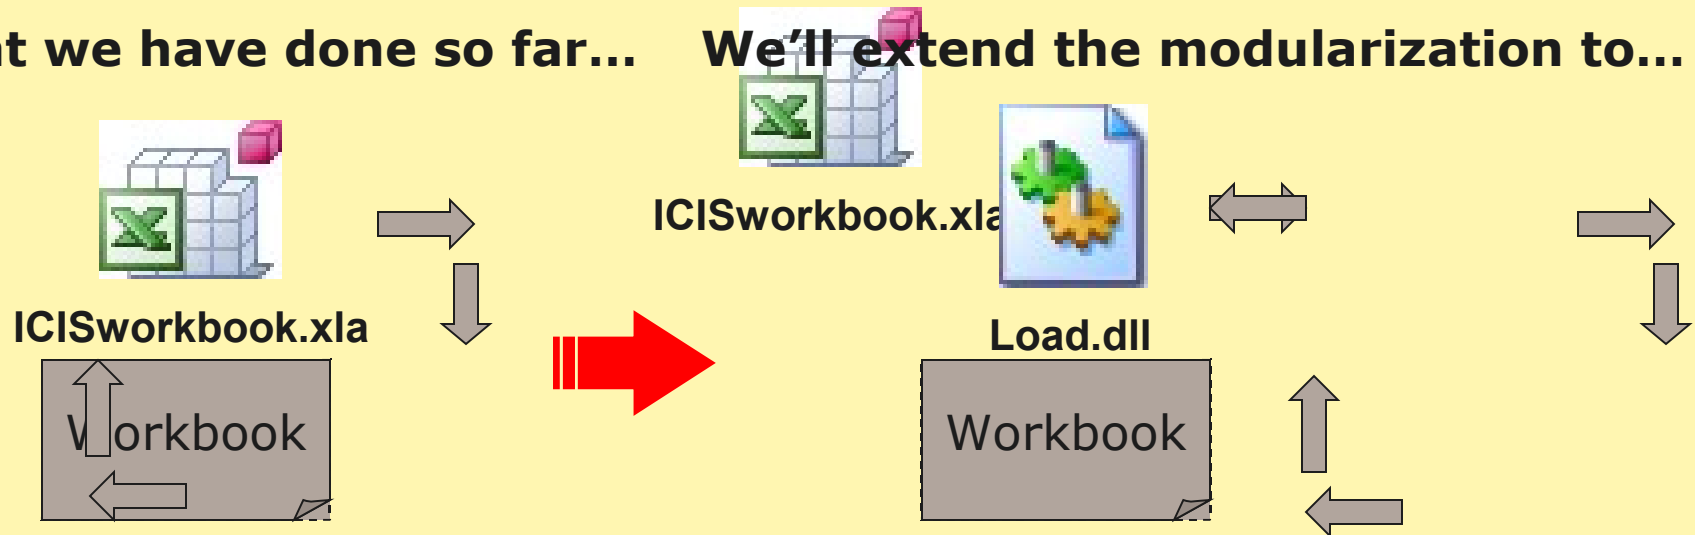 t we have done so far…
We’ll extend the modularization to…
ICISworkbook.xla
Load.dll
ICISworkbook.xla
Workbook
Workbook